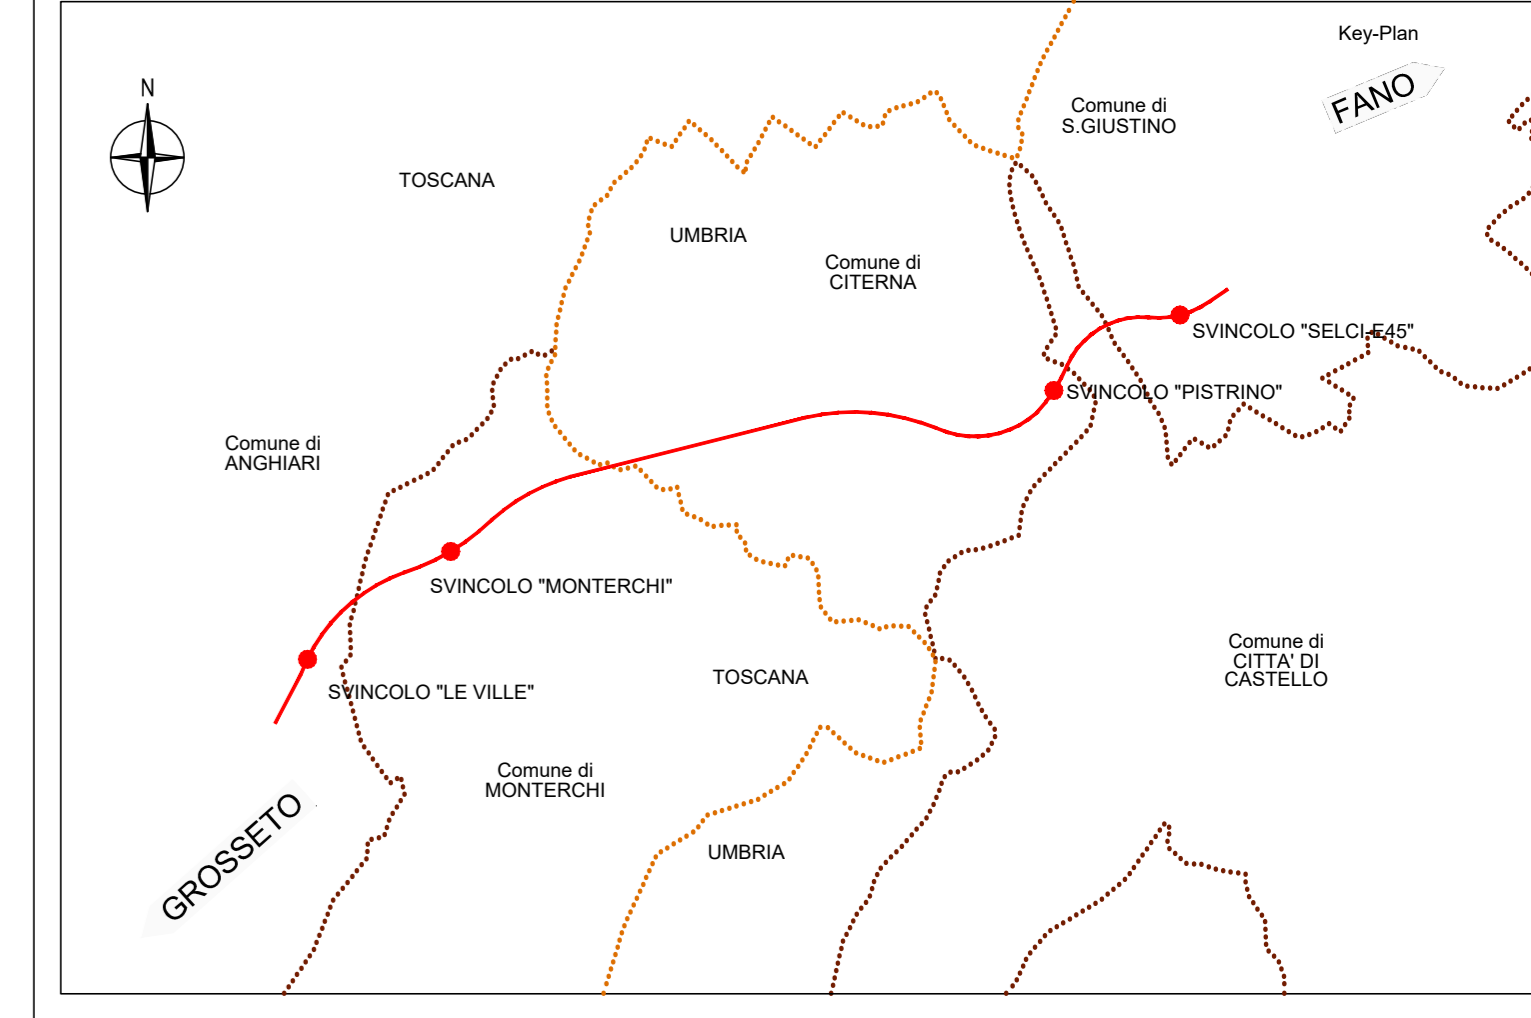 Key-Plan
FANO
N
Comune di
S.GIUSTINO
TOSCANA
UMBRIA
Comune di
CITERNA
SVINCOLO "SELCI-E45"
SVINCOLO "PISTRINO"
Comune di
ANGHIARI
SVINCOLO "MONTERCHI"
Comune di
CITTA' DI
CASTELLO
TOSCANA
SVINCOLO "LE VILLE"
Comune di
MONTERCHI
GROSSETO
UMBRIA